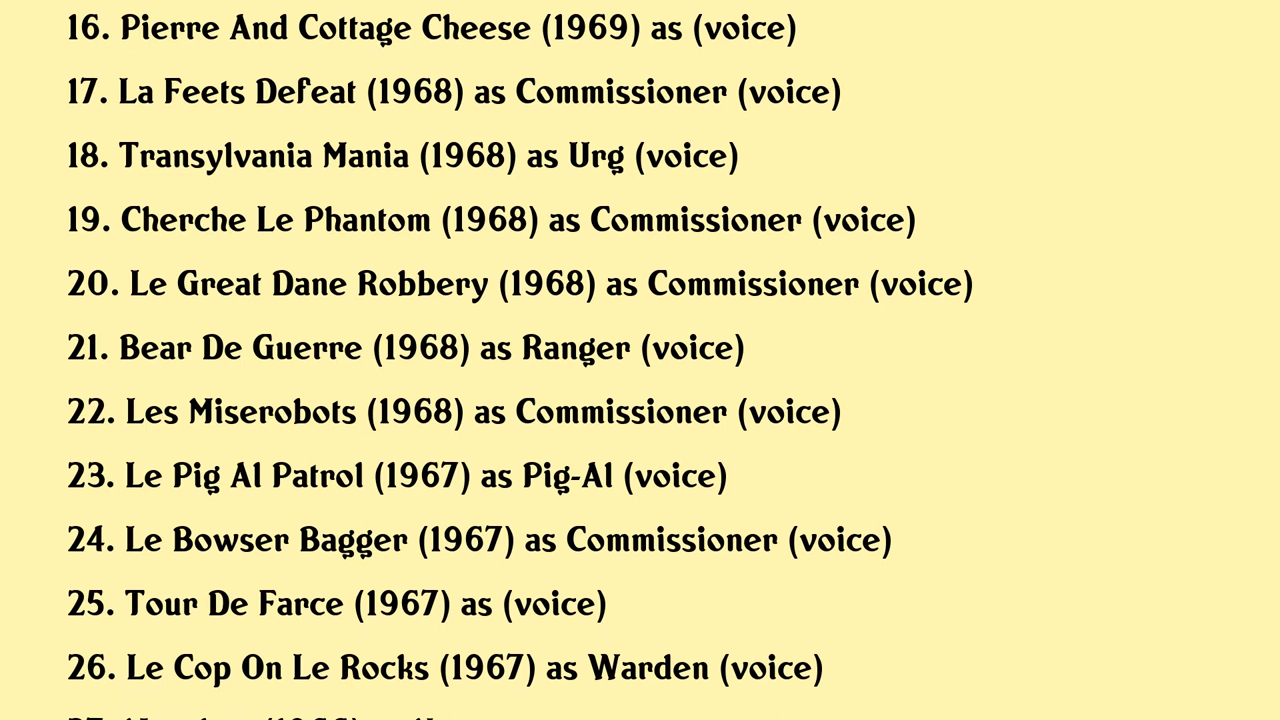 16. Pierre And Cottage Cheese (1969) as (voice)
17. La Feets Defeat (1968) as Commissioner (voice)
18. Transylvania Mania (1968) as Urg (voice)
19. Cherche Le Phantom (1968) as Commissioner (voice)
20. Le Great Dane Robbery (1968) as Commissioner (voice)
21. Bear De Guerre (1968) as Ranger (voice)
22. Les Miserobots (1968) as Commissioner (voice)
23. Le Pig Al Patrol (1967) as Pig-Al (voice)
24. Le Bowser Bagger (1967) as Commissioner (voice)
25. Tour De Farce (1967) as (voice)
26. Le Cop On Le Rocks (1967) as Warden (voice)